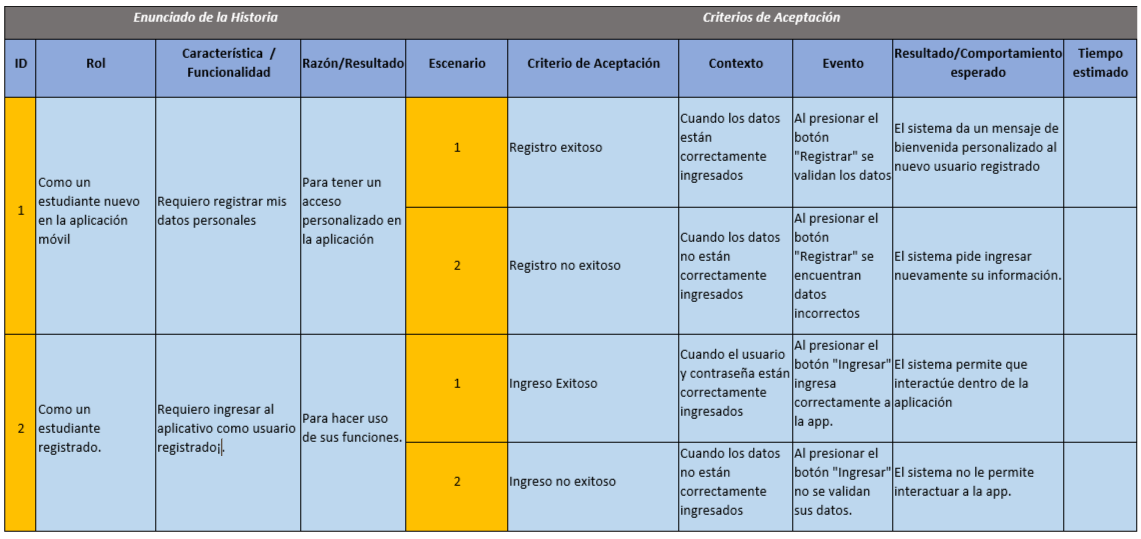 Enunciado de la Historia
Criterios de Aceptación
ID
Rol
Característica /
Funcionalidad
Razón/Resultado
Escenario
Criterio de Aceptación
Contexto
Evento
Resultado/Comportamiento
esperado
Tiempo
estimado
1
Como un
estudiante nuevo
en la aplicación
móvil
Requiero registrar mis
datos personales
Para tener un
acceso
personalizado en
la aplicación
1
Registro exitoso
Cuando los datos
están
correctamente
ingresados
Al presionar el
botón
"Registrar" se
validan los datos
El sistema da un mensaje de
bienvenida personalizado al
nuevo usuario registrado
2
Registro no exitoso
Cuando los datos
no están
correctamente
ingresados
Al presionar el
botón
"Registrar" se
encuentran
datos
incorrectos
El sistema pide ingresar
nuevamente su información.
2
Como un
estudiante
registrado.
Requiero ingresar al
aplicativo como usuario
registrado¡.
Para hacer uso
de sus funciones.
1
Ingreso Exitoso
Cuando el usuario
y contraseña están
correctamente
ingresados
Al presionar el
botón "Ingresar"
ingresa
correctamente a
la app.
El sistema permite que
interactúe dentro de la
aplicación
2
Ingreso no exitoso
Cuando los datos
no están
correctamente
ingresados
Al presionar el
botón "Ingresar"
no se validan
sus datos.
El sistema no le permite
interactuar a la app.